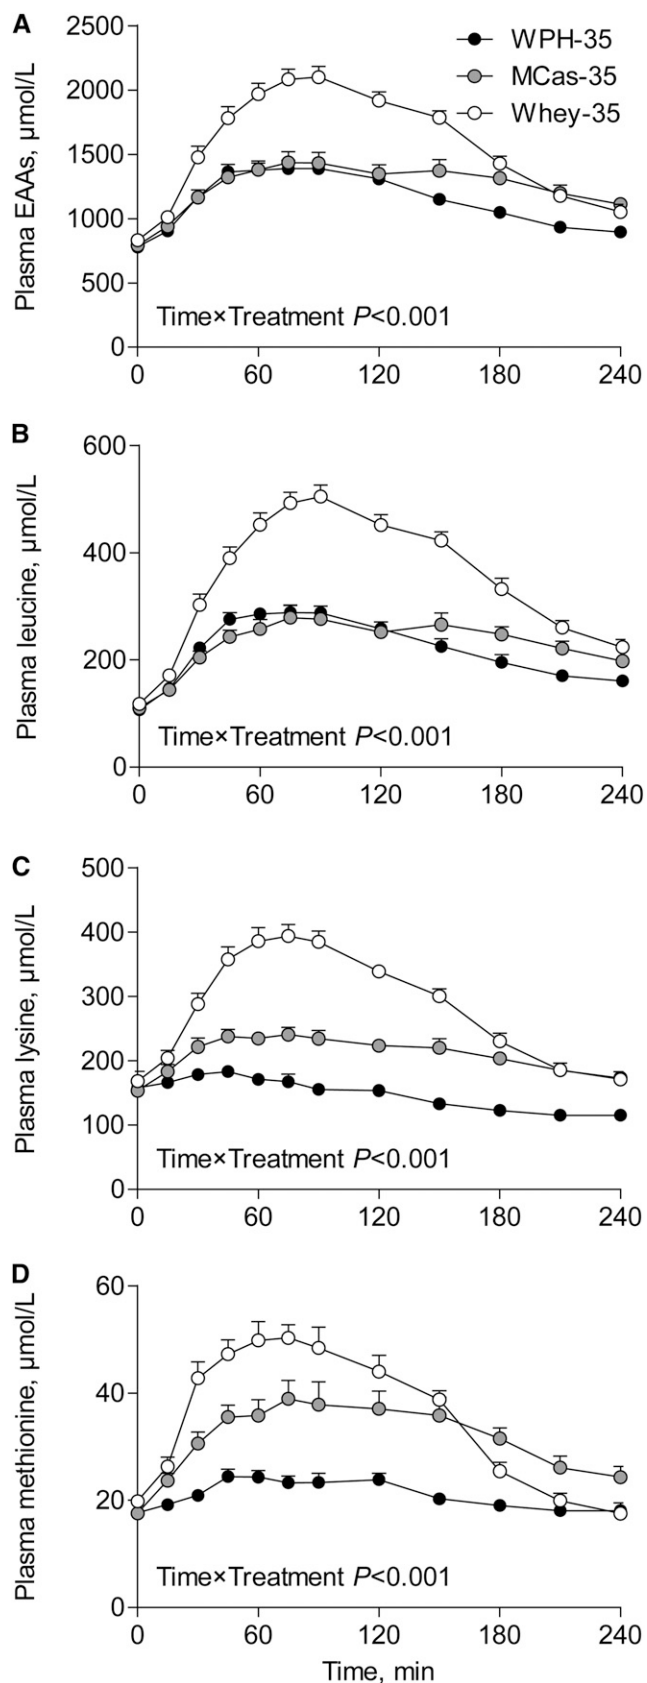 A
Plasma EAAs, µmol/L
2500
2000
1500
1000
500
0
WPH-35
MCas-35
Whey-35
Time×Treatment P<0.001
0 60 120 180 240
B
Plasma leucine, µmol/L
600
400
200
0
Time×Treatment P<0.001
0 60 120 180 240
C
Plasma lysine, µmol/L
500
400
300
200
100
0
Time×Treatment P<0.001
0 60 120 180 240
D
Plasma methionine, µmol/L
60
40
20
0
Time×Treatment P<0.001
0 60 120 180 240
Time, min